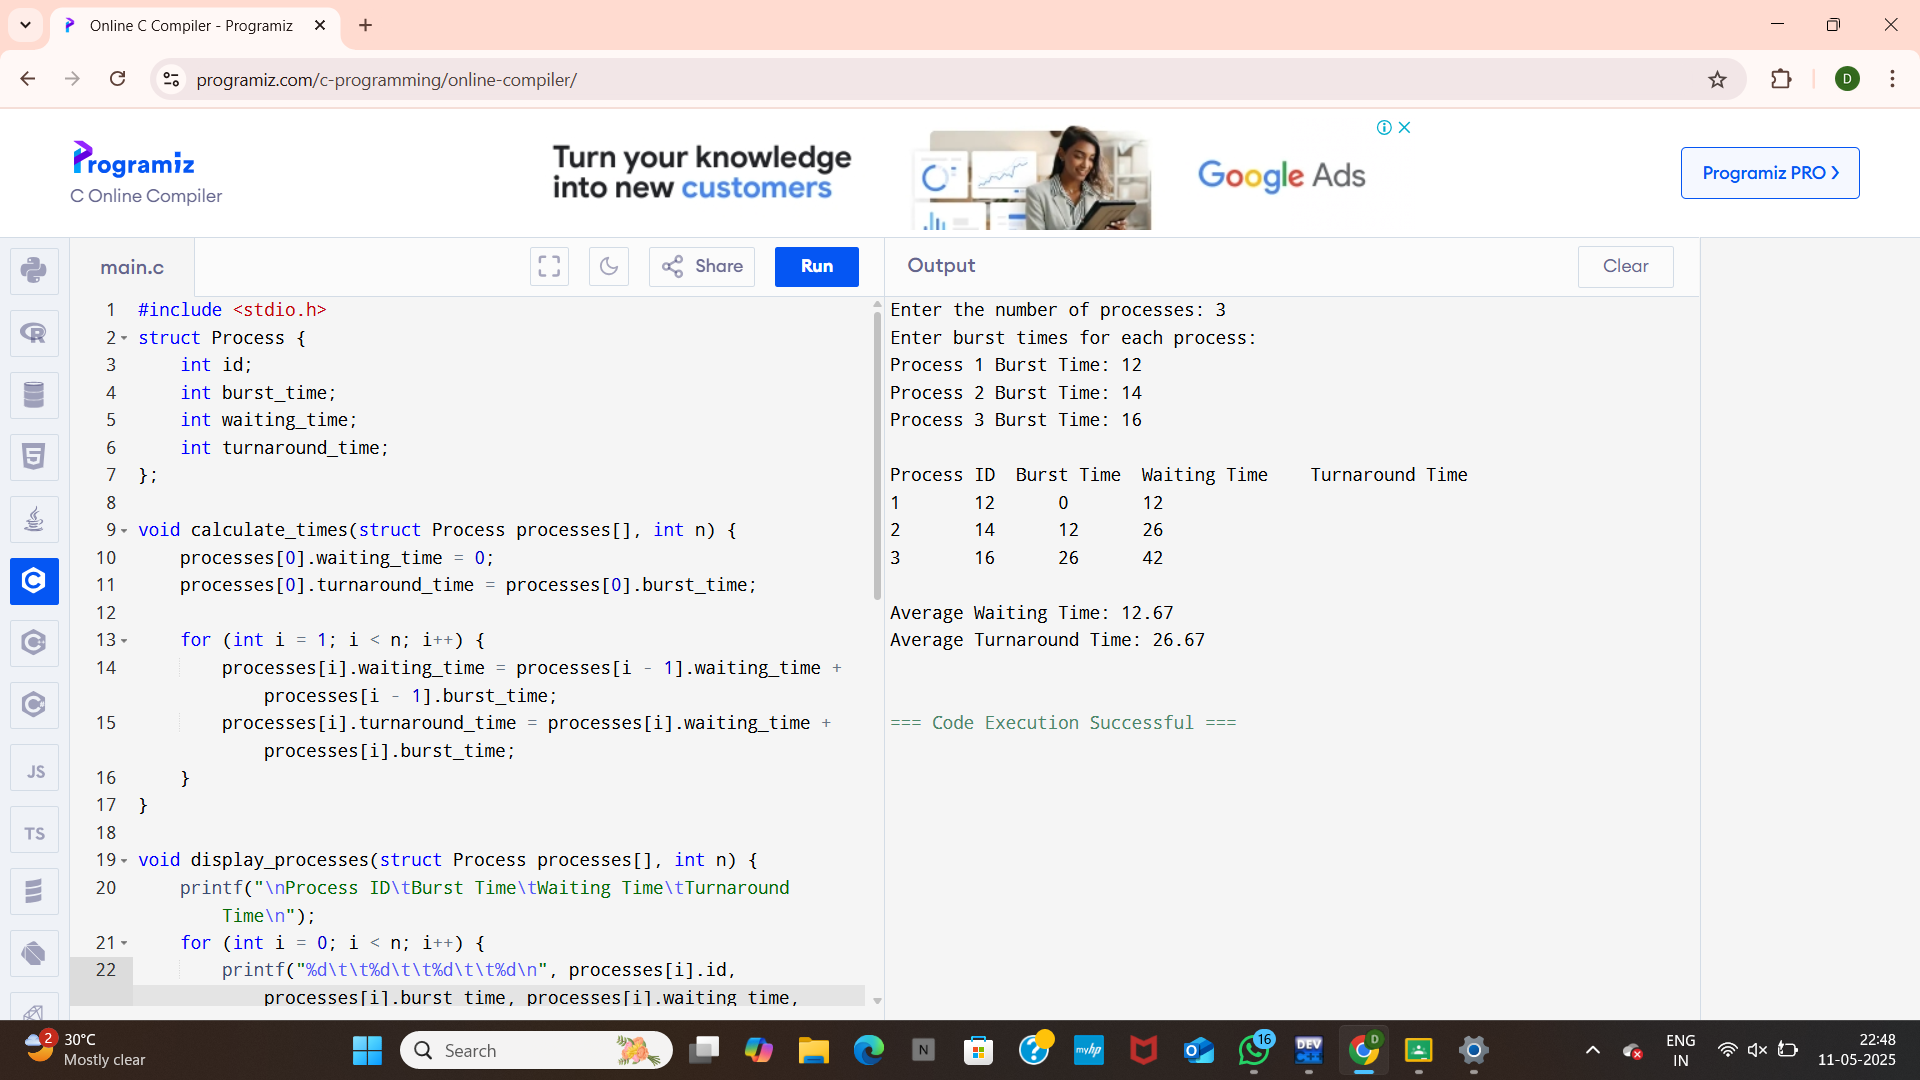 Online C Compiler - Programiz
programiz.com/c-programming/online-compiler/
D
Programiz
C Online Compiler
Turn your knowledge
into new customers
Google Ads
Programiz PRO
main.c
Share
Run
Output
Clear
1 #include <stdio.h>
2 struct Process {
3 int id;
4 int burst_time;
5 int waiting_time;
6 int turnaround_time;
7 };
8
9 void calculate_times(struct Process processes[], int n) {
10 processes[0].waiting_time = 0;
11 processes[0].turnaround_time = processes[0].burst_time;
12
13 for (int i = 1; i < n; i++) {
14 processes[i].waiting_time = processes[i - 1].waiting_time +
processes[i - 1].burst_time;
15 processes[i].turnaround_time = processes[i].waiting_time +
processes[i].burst_time;
16 }
17 }
18
19 void display_processes(struct Process processes[], int n) {
20 printf("\nProcess ID\tBurst Time\tWaiting Time\tTurnaround
Time\n");
21 for (int i = 0; i < n; i++) {
22 printf("%d\t\t%d\t\t%d\t\t%d\n", processes[i].id,
processes[i].burst_time, processes[i].waiting_time,
Enter the number of processes: 3
Enter burst times for each process:
Process 1 Burst Time: 12
Process 2 Burst Time: 14
Process 3 Burst Time: 16
Process ID Burst Time Waiting Time Turnaround Time
1 12 0 12
2 14 12 26
3 16 26 42
Average Waiting Time: 12.67
Average Turnaround Time: 26.67
=== Code Execution Successful ===
JS
TS
2
30°C
Mostly clear
Search
N
myhp
16
DEV
D
ENG
IN
22:48
11-05-2025